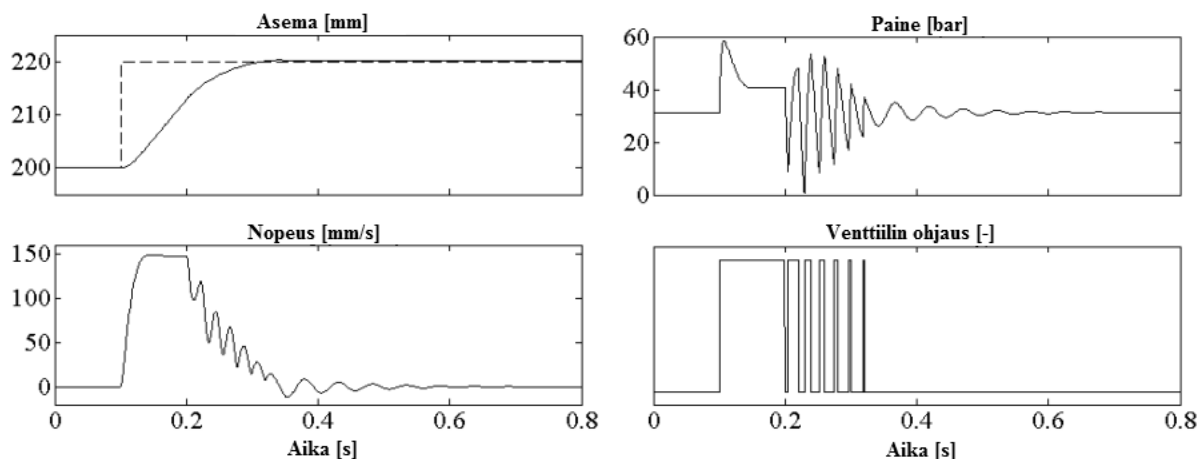 Asema [mm]
220
210
200
Paine [bar]
60
40
20
0
Nopeus [mm/s]
150
100
50
0
0 0.2 0.4 0.6 0.8
Aika [s]
Venttiilin ohjaus [-]
0 0.2 0.4 0.6 0.8
Aika [s]